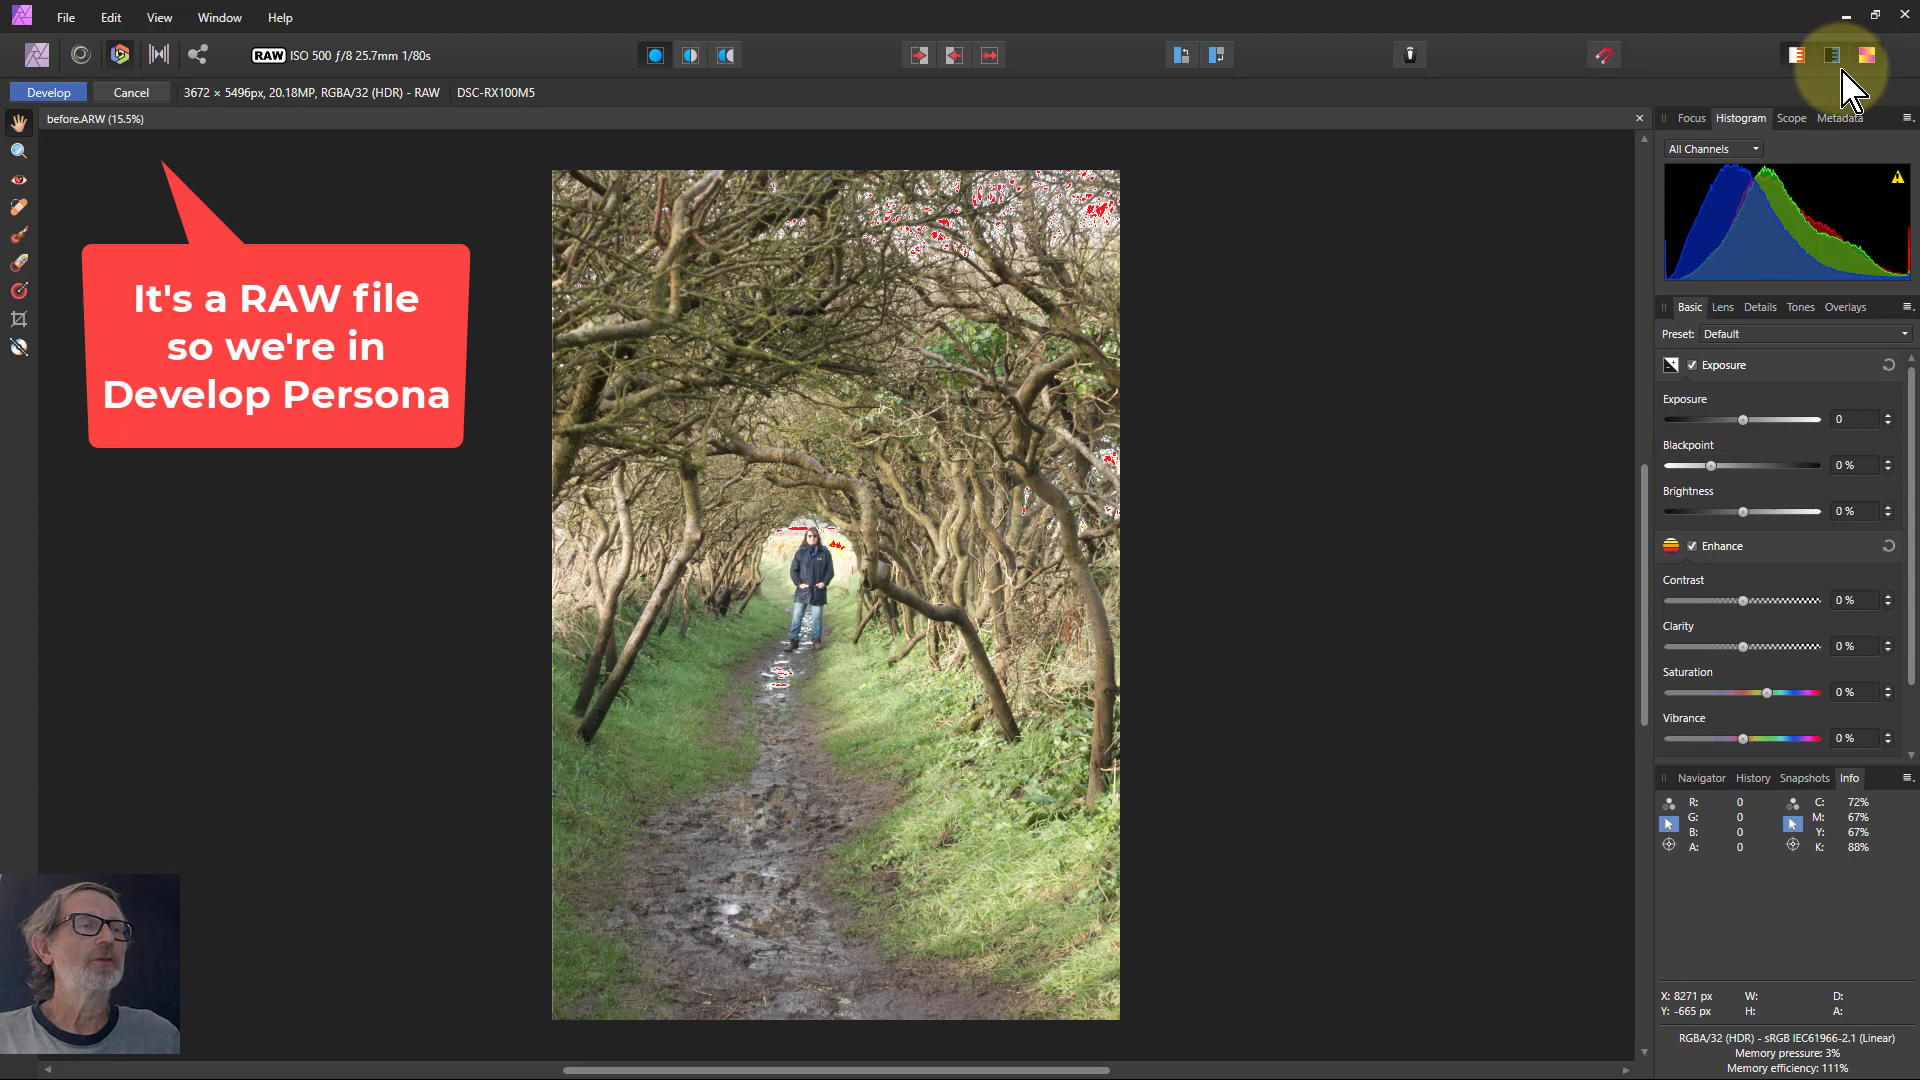 File Edit View Window Help
RAW ISO 500 ƒ/8 25.7mm 1/80s
Develop Cancel 3672 × 5496px, 20.18MP, RGBA/32 (HDR) - RAW DSC-RX100M5
before.ARW (15.5%)
Focus Histogram Scope Metadata
All Channels
It's a RAW file
so we're in
Develop Persona
Basic Lens Details Tones Overlays
Preset: Default
Exposure
Exposure
0
Blackpoint
0 %
Brightness
0 %
Enhance
Contrast
0 %
Clarity
0 %
Saturation
0 %
Vibrance
0 %
Navigator History Snapshots Info
R: 0 C: 72%
G: 0 M: 67%
B: 0 Y: 67%
A: 0 K: 88%
X: 8271 px W: D:
Y: -665 px H: A:
RGBA/32 (HDR) - sRGB IEC61966-2.1 (Linear)
Memory pressure: 3%
Memory efficiency: 111%